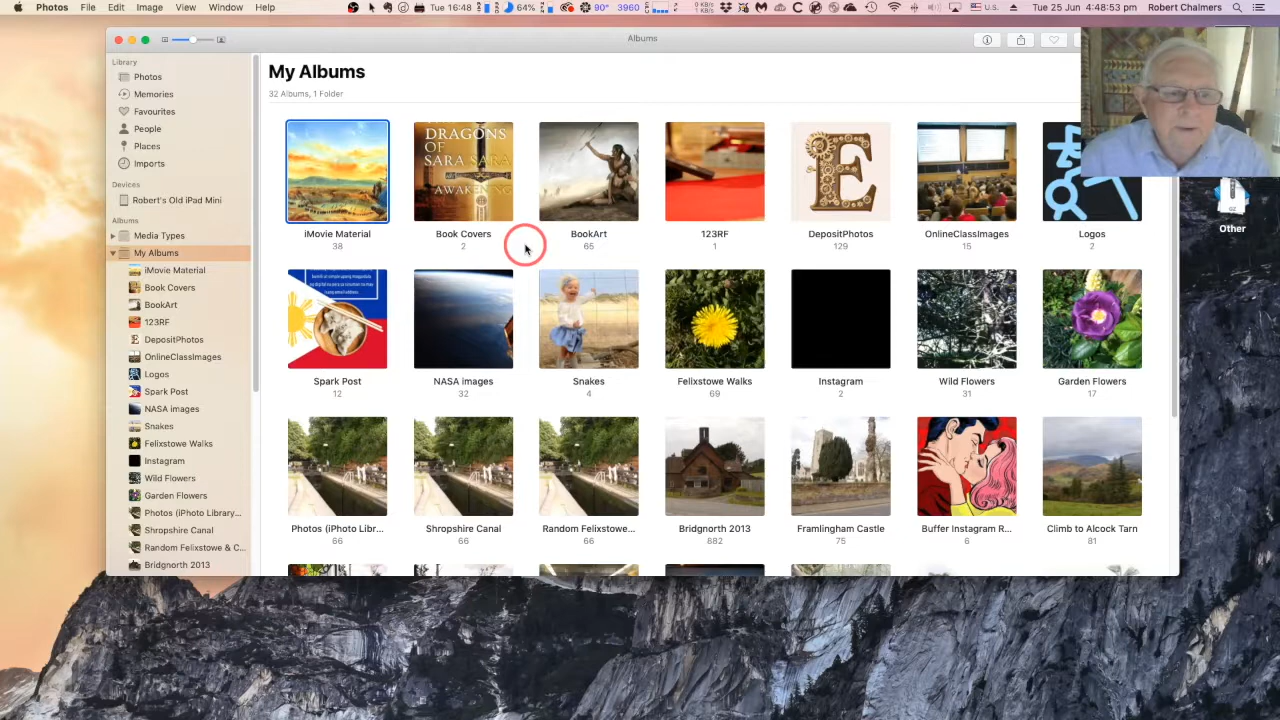 Photos File Edit Image View Window Help
Tue 16:48 64% 90° 3960 U.S. Tue 25 Jun 4:48:53 pm Robert Chalmers
Albums
Library
Photos
Memories
Favourites
People
Places
Imports
Devices
Robert's Old iPad Mini
Albums
Media Types
My Albums
iMovie Material
Book Covers
BookArt
123RF
DepositPhotos
OnlineClassImages
Logos
Spark Post
NASA images
Snakes
Felixstowe Walks
Instagram
Wild Flowers
Garden Flowers
Photos (iPhoto Library...
Shropshire Canal
Random Felixstowe & C...
Bridgnorth 2013
My Albums
32 Albums, 1 Folder
DRAGONS
OF
SARA SARA
AWAKENING
E
iMovie Material
38
Book Covers
2
BookArt
65
123RF
1
DepositPhotos
129
OnlineClassImages
15
Logos
2
Spark Post
12
NASA images
32
Snakes
4
Felixstowe Walks
69
Instagram
2
Wild Flowers
31
Garden Flowers
17
Photos (iPhoto Libr...
66
Shropshire Canal
66
Random Felixstowe...
66
Bridgnorth 2013
882
Framlingham Castle
75
Buffer Instagram R...
6
Climb to Alcock Tarn
81
Other